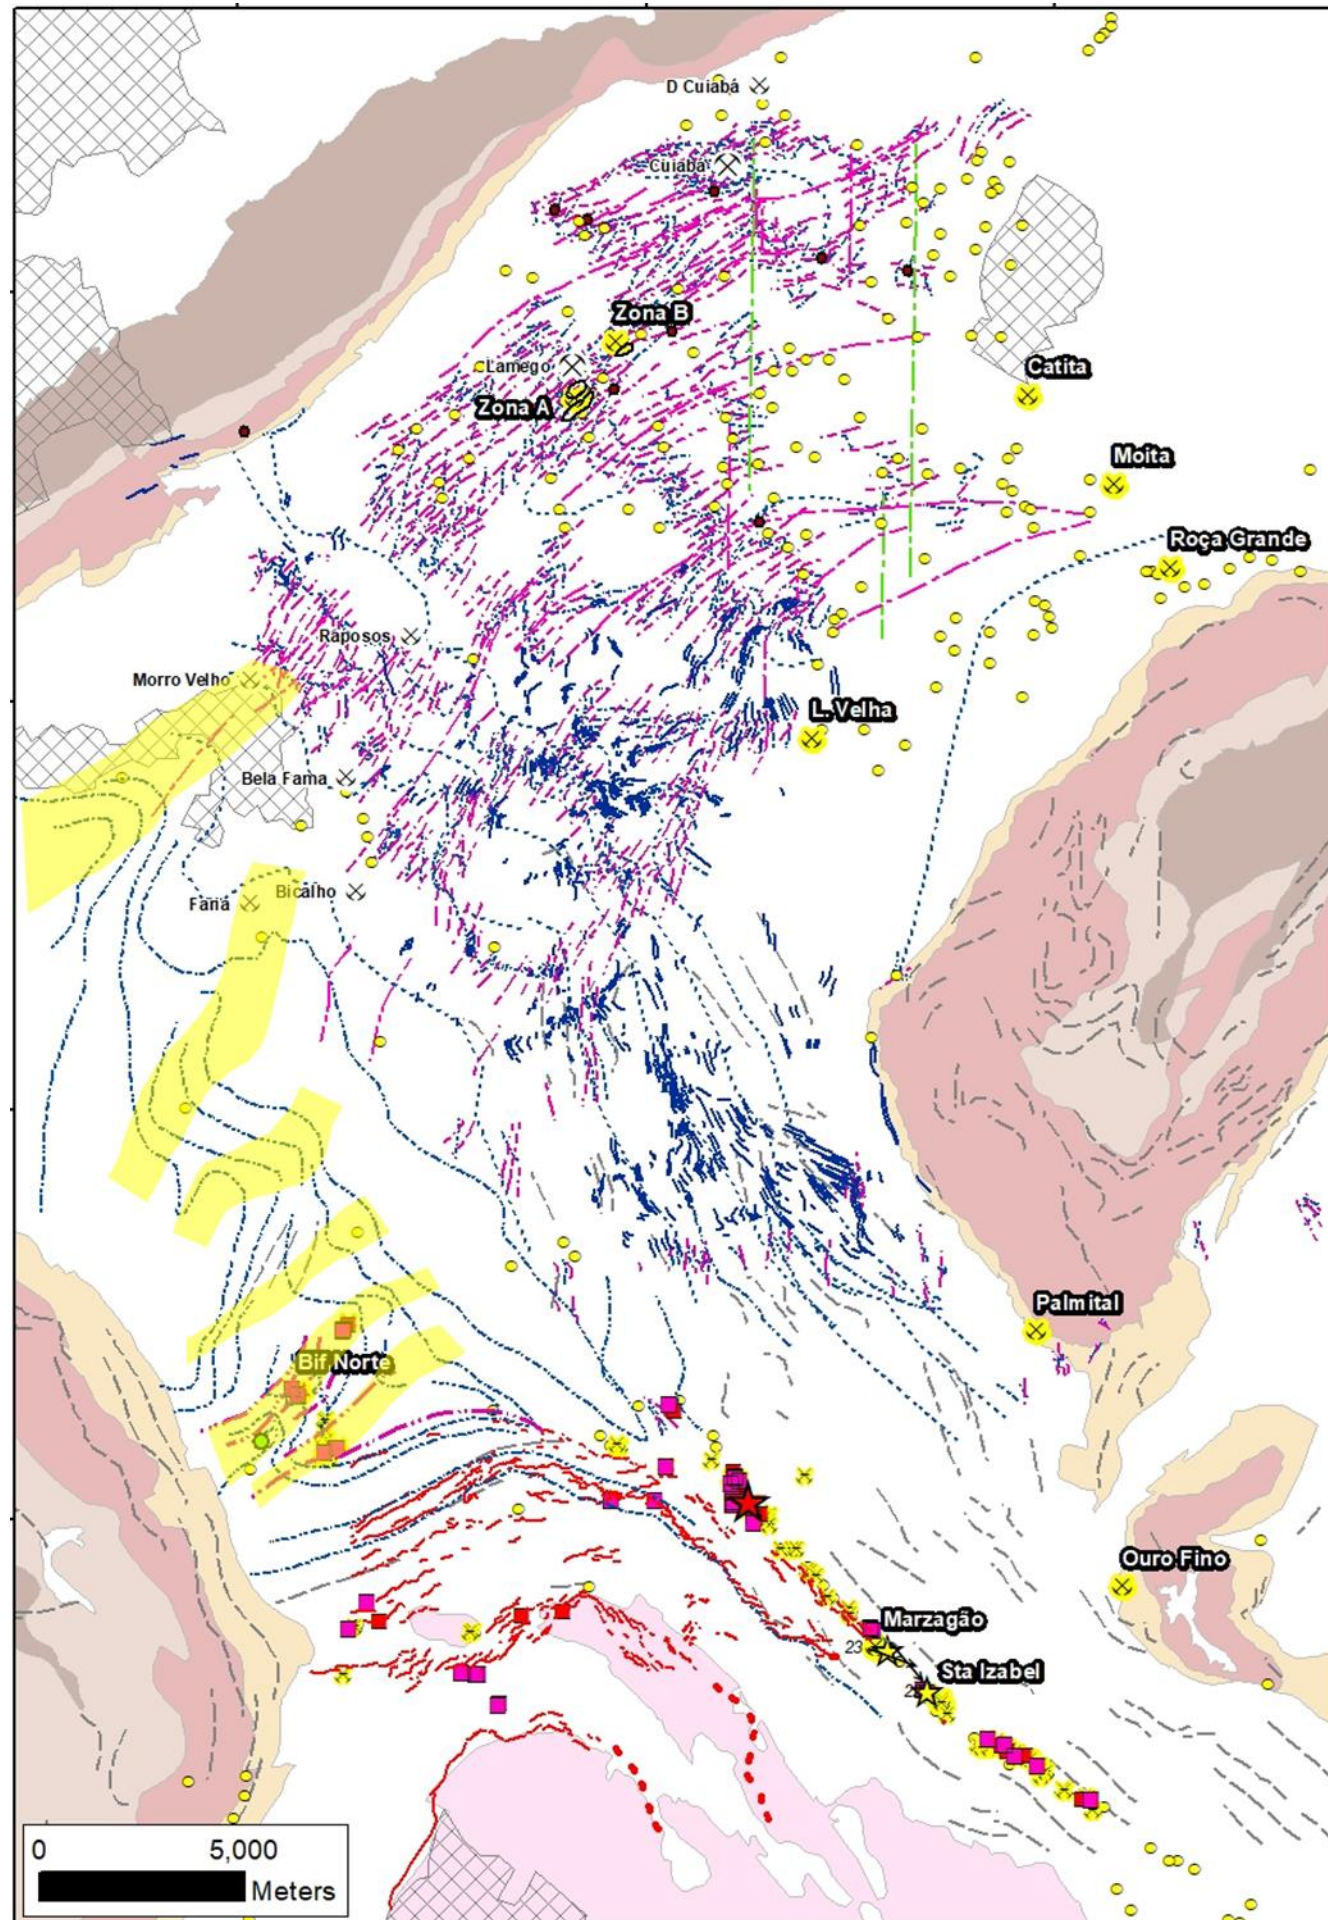 D Cuiabá
Cuiabá
Zona B
Lamego
Catita
Zona A
Moita
Roça Grande
Raposos
Morro Velho
L. Velha
Bela Fama
Bicalho
Faria
Palmital
Bif Norte
Ouro Fino
Marzagão
23
Sta Izabel
0 5,000
Meters